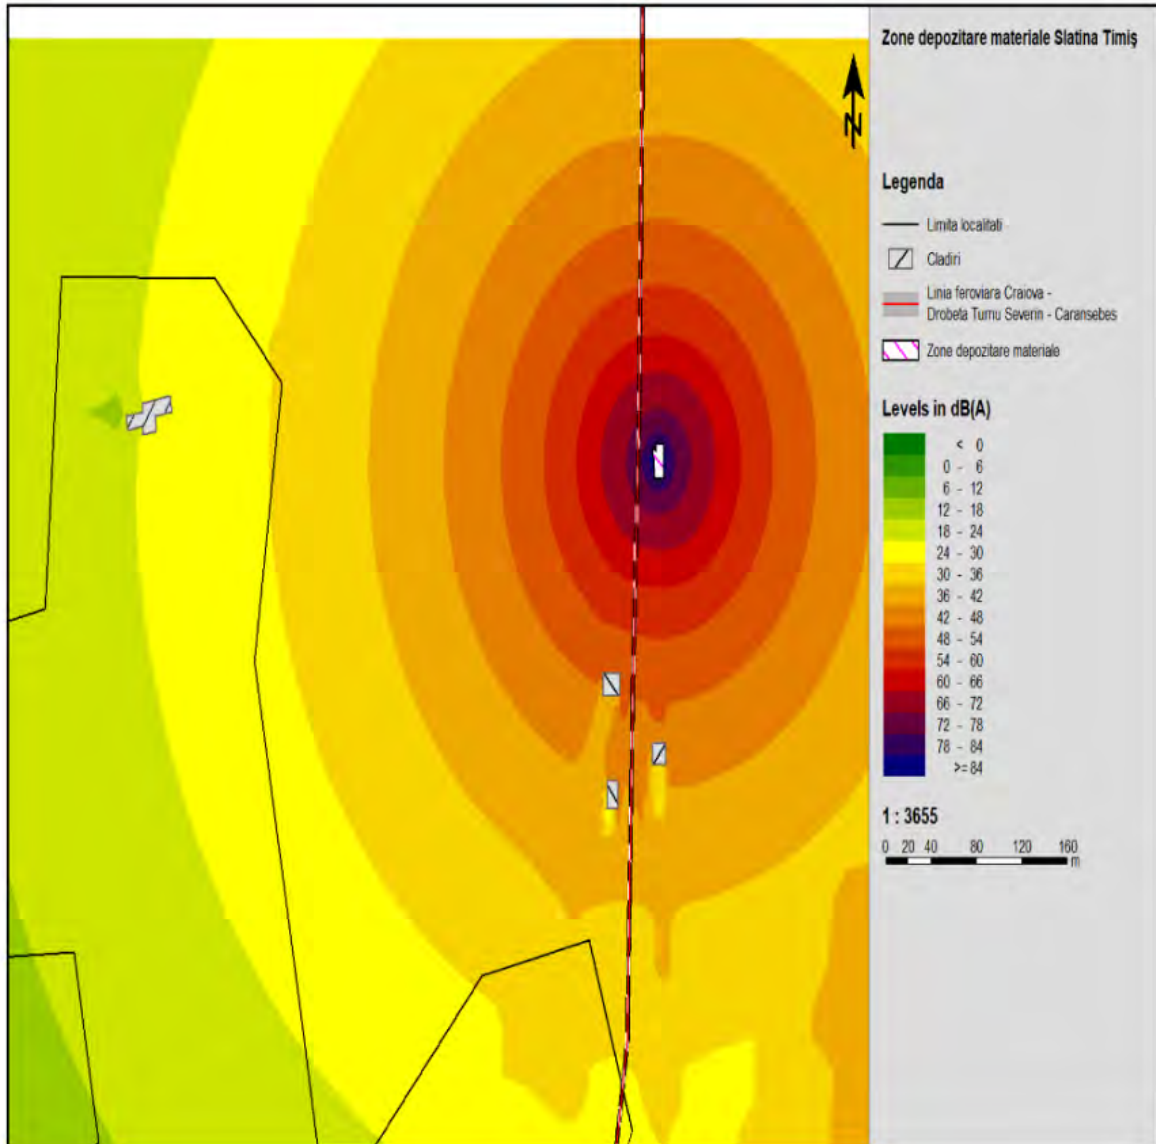 Zone depozitare materiale Slatina Timiş
N
Legenda
Limita localitati
Cladiri
Linia feroviara Craiova -
Drobeta Turnu Severin - Caransebes
Zone depozitare materiale
Levels in dB(A)
< 0
0 - 6
6 - 12
12 - 18
18 - 24
24 - 30
30 - 36
36 - 42
42 - 48
48 - 54
54 - 60
60 - 66
66 - 72
72 - 78
78 - 84
>= 84
1 : 3655
0 20 40 80 120 160
m